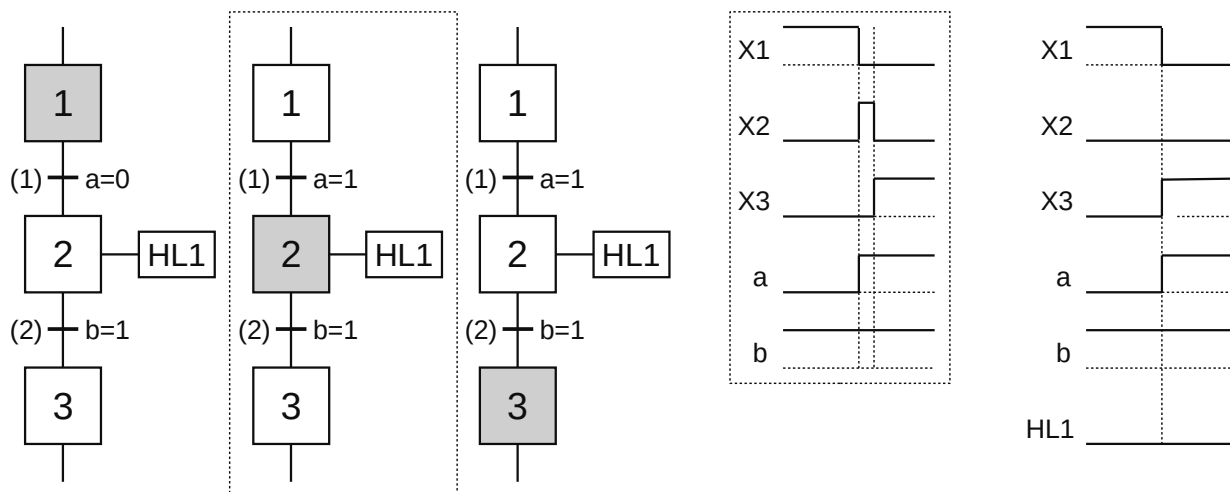 1
(1) a=0
2 HL1
(2) b=1
3
1
(1) a=1
2 HL1
(2) b=1
3
1
(1) a=1
2 HL1
(2) b=1
3
X1
X2
X3
a
b
X1
X2
X3
a
b
HL1